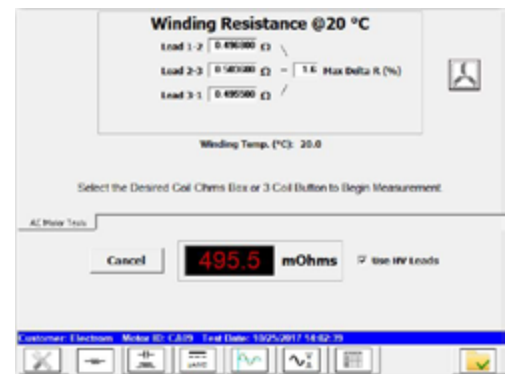 Winding Resistance @20 °C
Lead 1-2 0.496000 Ω
Lead 2-3 0.503600 Ω = 1.6 Max Delta R (%)
Lead 3-1 0.495500 Ω
Winding Temp. (°C): 20.0
Select the Desired Coil Ohms Box or 3 Coil Button to Begin Measurement.
AC Motor Tests
Cancel 495.5 mOhms Use HV Leads
Customer: Electrom Motor ID: CA09 Test Date: 10/25/2017 14:02:39